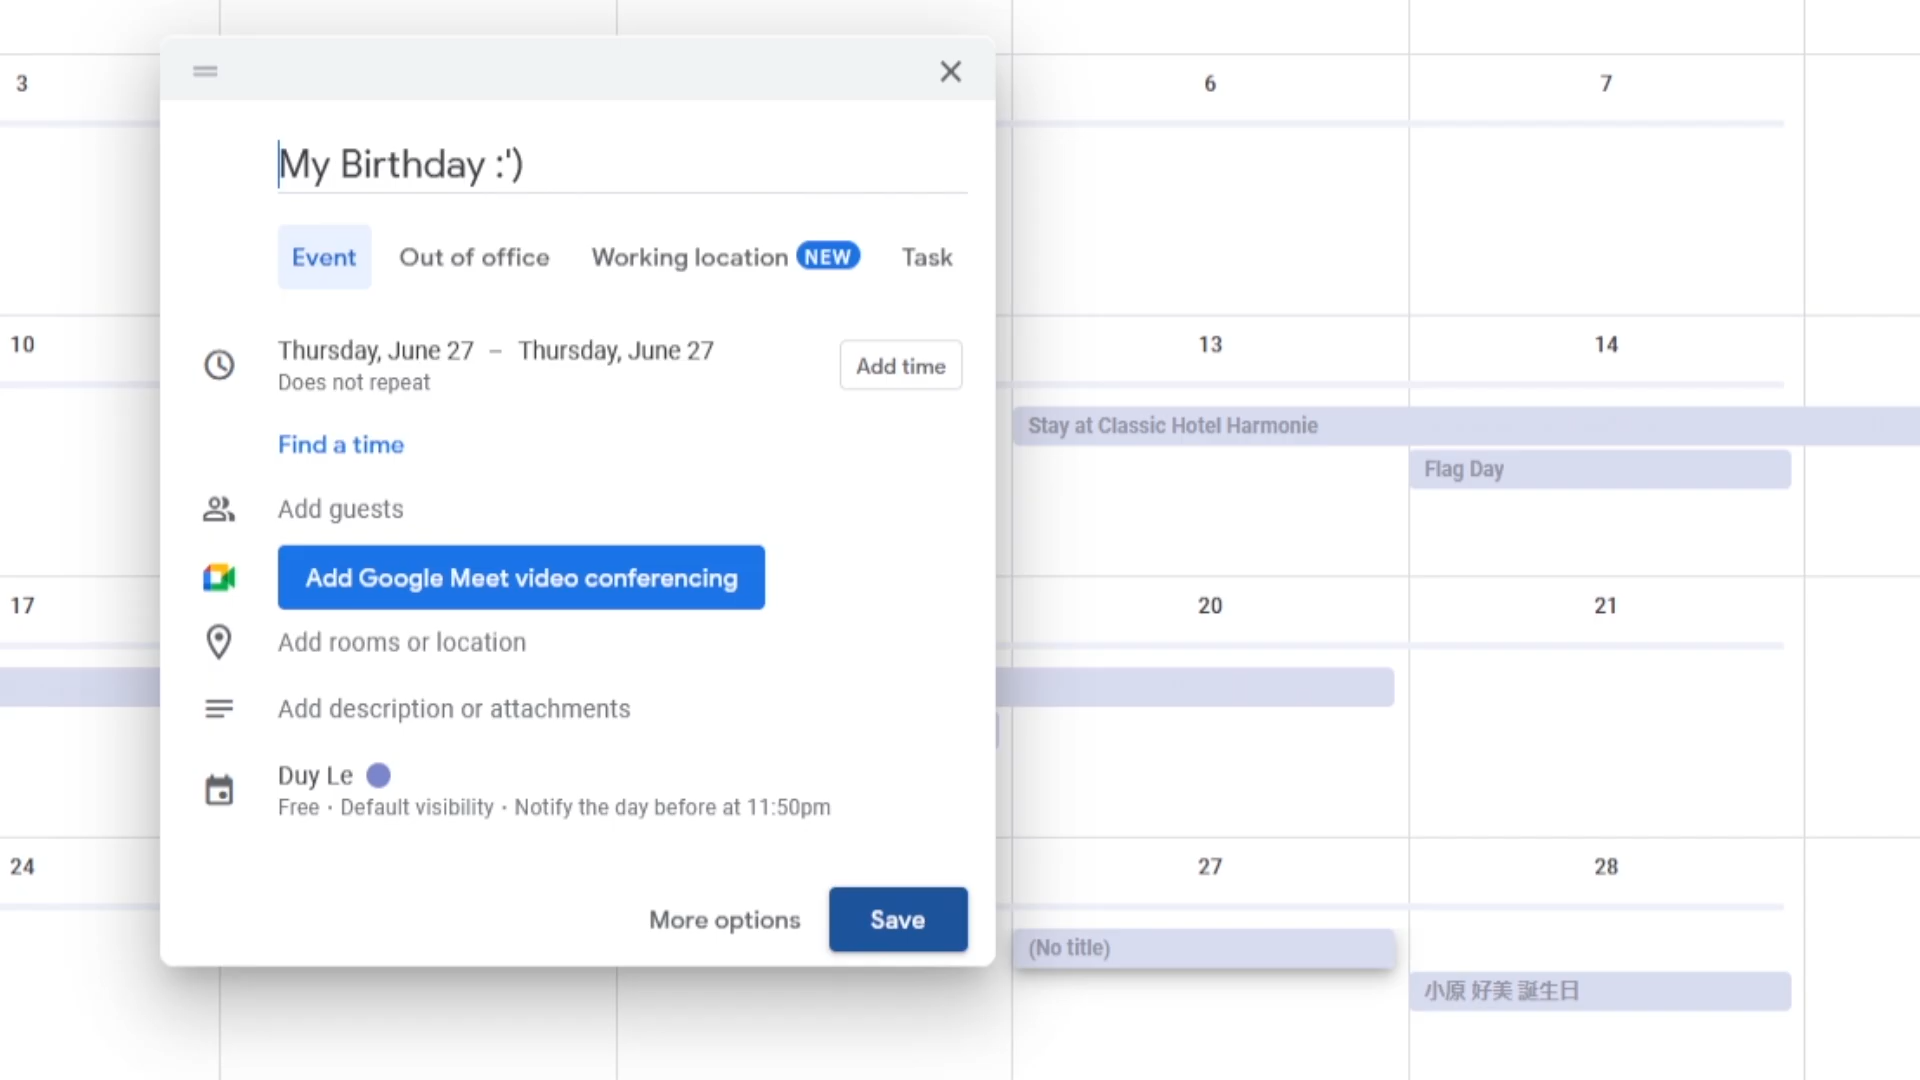 3
6
7
My Birthday :')
Event
Out of office
Working location NEW
Task
10
13
14
Thursday, June 27 – Thursday, June 27
Add time
Does not repeat
Stay at Classic Hotel Harmonie
Find a time
Flag Day
Add guests
Add Google Meet video conferencing
17
20
21
Add rooms or location
Add description or attachments
Duy Le
Free · Default visibility · Notify the day before at 11:50pm
24
27
28
More options
Save
(No title)
小原 好美 誕生日